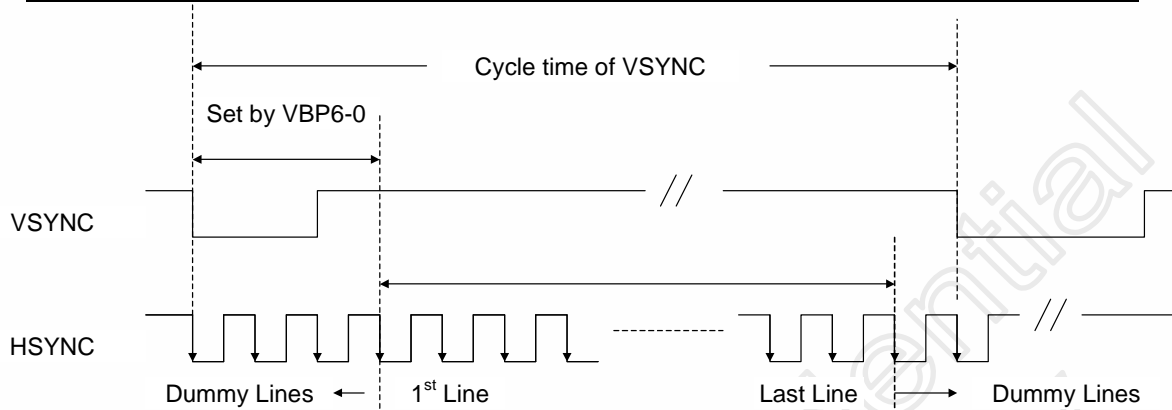 Cycle time of VSYNC
Set by VBP6-0
VSYNC
HSYNC
Dummy Lines 1st Line Last Line Dummy Lines